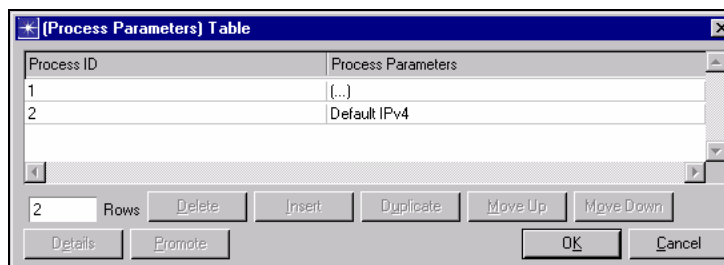 (Process Parameters) Table
Process ID Process Parameters
1 (...)
2 Default IPv4
2 Rows Delete Insert Duplicate Move Up Move Down
Details Promote OK Cancel